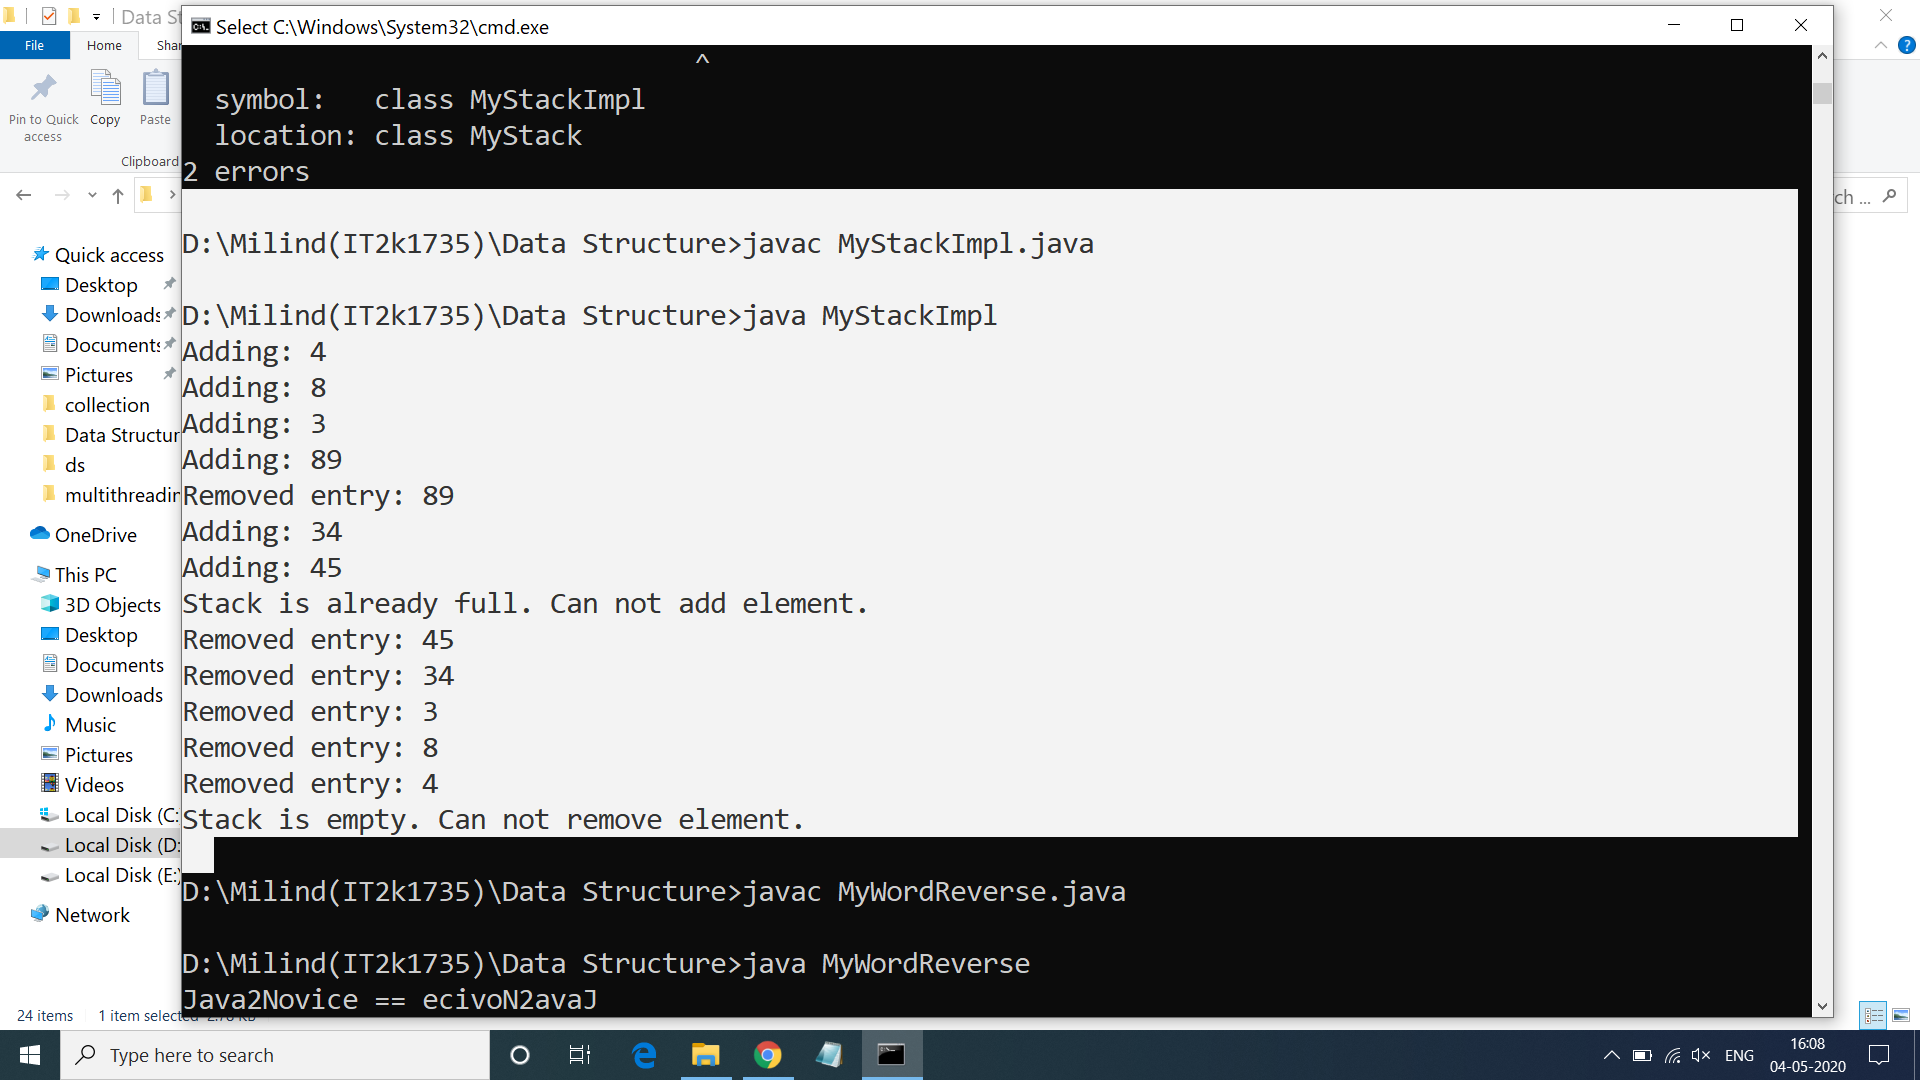 Data St
Select C:\Windows\System32\cmd.exe
File
Home
Shar
Pin to Quick
access
Copy
Paste
Clipboard
^
symbol:   class MyStackImpl
location: class MyStack
2 errors
D:\Milind(IT2k1735)\Data Structure>javac MyStackImpl.java
D:\Milind(IT2k1735)\Data Structure>java MyStackImpl
Adding: 4
Adding: 8
Adding: 3
Adding: 89
Removed entry: 89
Adding: 34
Adding: 45
Stack is already full. Can not add element.
Removed entry: 45
Removed entry: 34
Removed entry: 3
Removed entry: 8
Removed entry: 4
Stack is empty. Can not remove element.
D:\Milind(IT2k1735)\Data Structure>javac MyWordReverse.java
D:\Milind(IT2k1735)\Data Structure>java MyWordReverse
Java2Novice == ecivoN2avaJ
ch ...
Quick access
Desktop
Downloads
Documents
Pictures
collection
Data Structur
ds
multithreadin
OneDrive
This PC
3D Objects
Desktop
Documents
Downloads
Music
Pictures
Videos
Local Disk (C:
Local Disk (D:
Local Disk (E:)
Network
24 items
1 item selected
Type here to search
ENG
16:08
04-05-2020